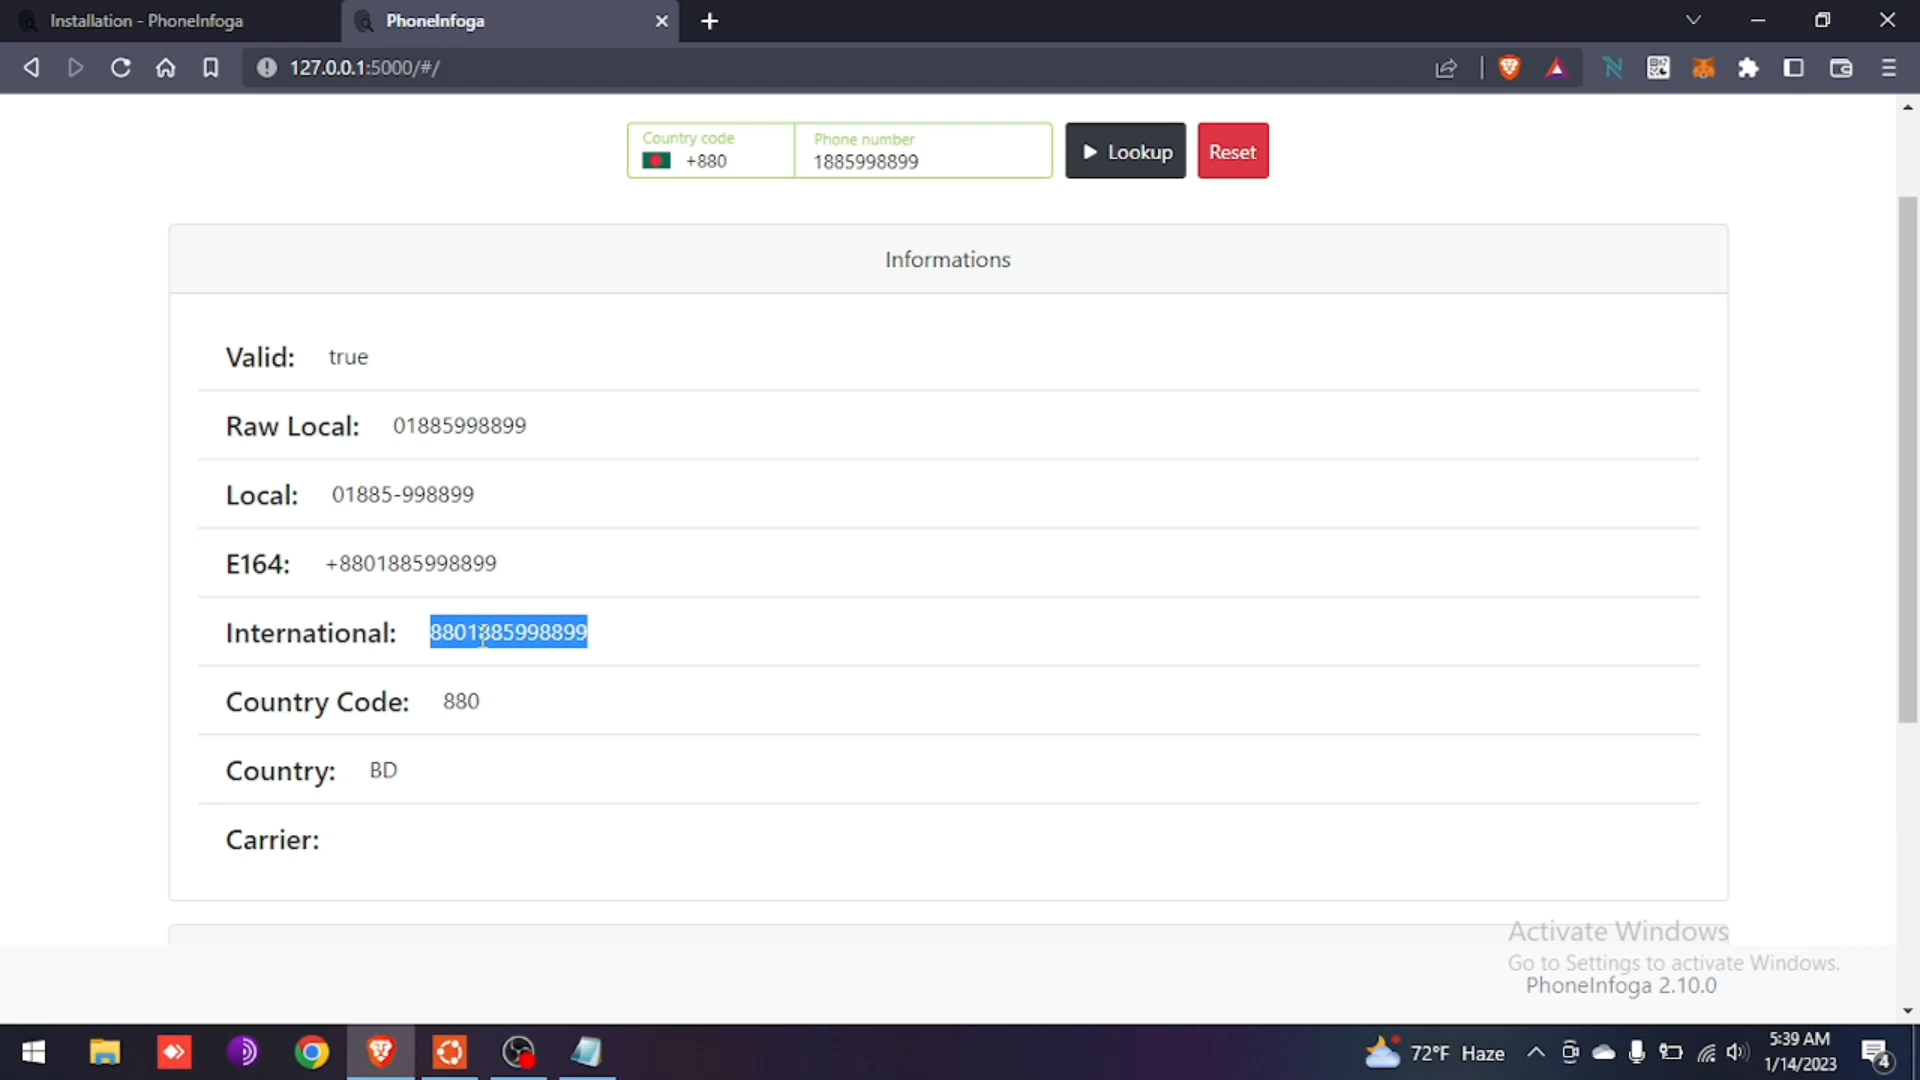 Installation - PhoneInfoga
PhoneInfoga
127.0.0.1:5000/#/
Country code
+880
Phone number
1885998899
Lookup
Reset
Informations
Valid: true
Raw Local: 01885998899
Local: 01885-998899
E164: +8801885998899
International: 8801885998899
Country Code: 880
Country: BD
Carrier:
Activate Windows
Go to Settings to activate Windows.
PhoneInfoga 2.10.0
72°F Haze
5:39 AM
1/14/2023
4